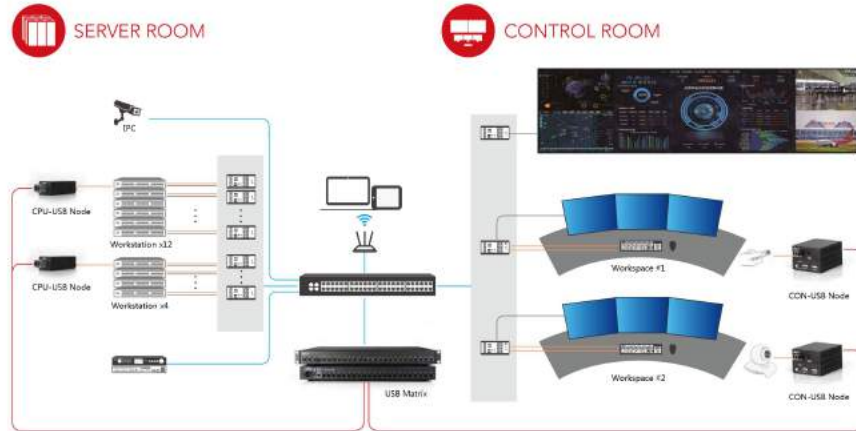 SERVER ROOM
CONTROL ROOM
IPC
CPU-USB Node
Workstation x12
CPU-USB Node
Workstation x4
USB Matrix
Workspace #1
CON-USB Node
Workspace #2
CON-USB Node